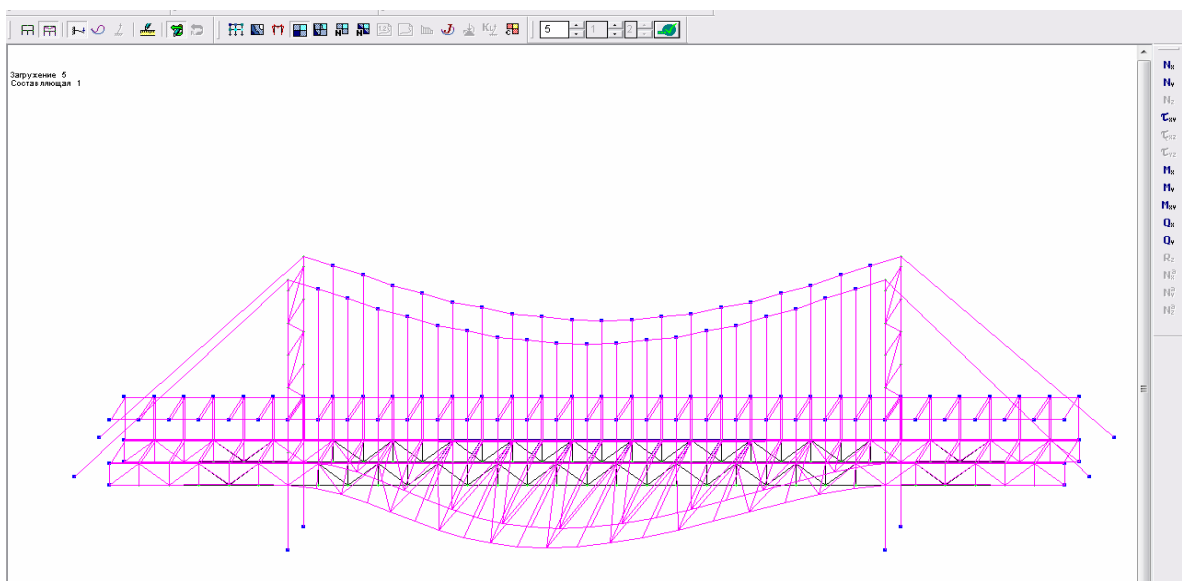 5 1 2
Загружение 5
Составляющая 1
Nx
Ny
Nz
τxy
τxz
τyz
Mx
My
Mxy
Qx
Qy
Rz